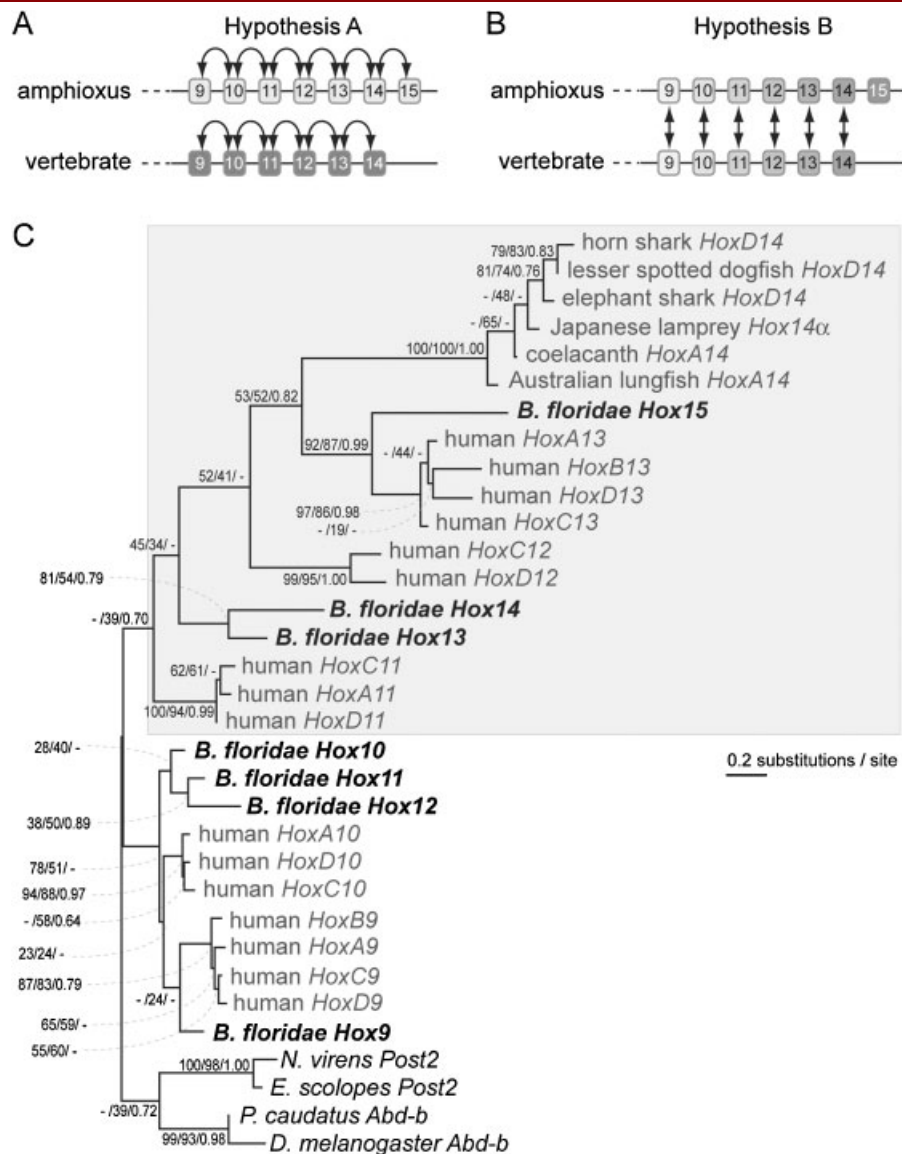 A
Hypothesis A
amphioxus
9 10 11 12 13 14 15
vertebrate
9 10 11 12 13 14
B
Hypothesis B
amphioxus
9 10 11 12 13 14 15
vertebrate
9 10 11 12 13 14
C
79/83/0.83
horn shark HoxD14
81/74/0.76
lesser spotted dogfish HoxD14
- /48/ -
elephant shark HoxD14
- /65/ -
Japanese lamprey Hox14α
100/100/1.00
coelacanth HoxA14
Australian lungfish HoxA14
53/52/0.82
B. floridae Hox15
92/87/0.99
- /44/ -
human HoxA13
human HoxB13
52/41/ -
97/86/0.98
human HoxD13
- /19/ -
human HoxC13
45/34/ -
human HoxC12
81/54/0.79
99/95/1.00
human HoxD12
B. floridae Hox14
- /39/0.70
B. floridae Hox13
62/61/ -
human HoxC11
human HoxA11
100/94/0.99
human HoxD11
28/40/ -
B. floridae Hox10
0.2 substitutions / site
B. floridae Hox11
B. floridae Hox12
38/50/0.89
human HoxA10
78/51/ -
human HoxD10
94/88/0.97
human HoxC10
- /58/0.64
human HoxB9
23/24/ -
human HoxA9
87/83/0.79
human HoxC9
- /24/ -
human HoxD9
65/59/ -
B. floridae Hox9
55/60/ -
100/98/1.00
N. virens Post2
E. scolopes Post2
- /39/0.72
P. caudatus Abd-b
99/93/0.98
D. melanogaster Abd-b